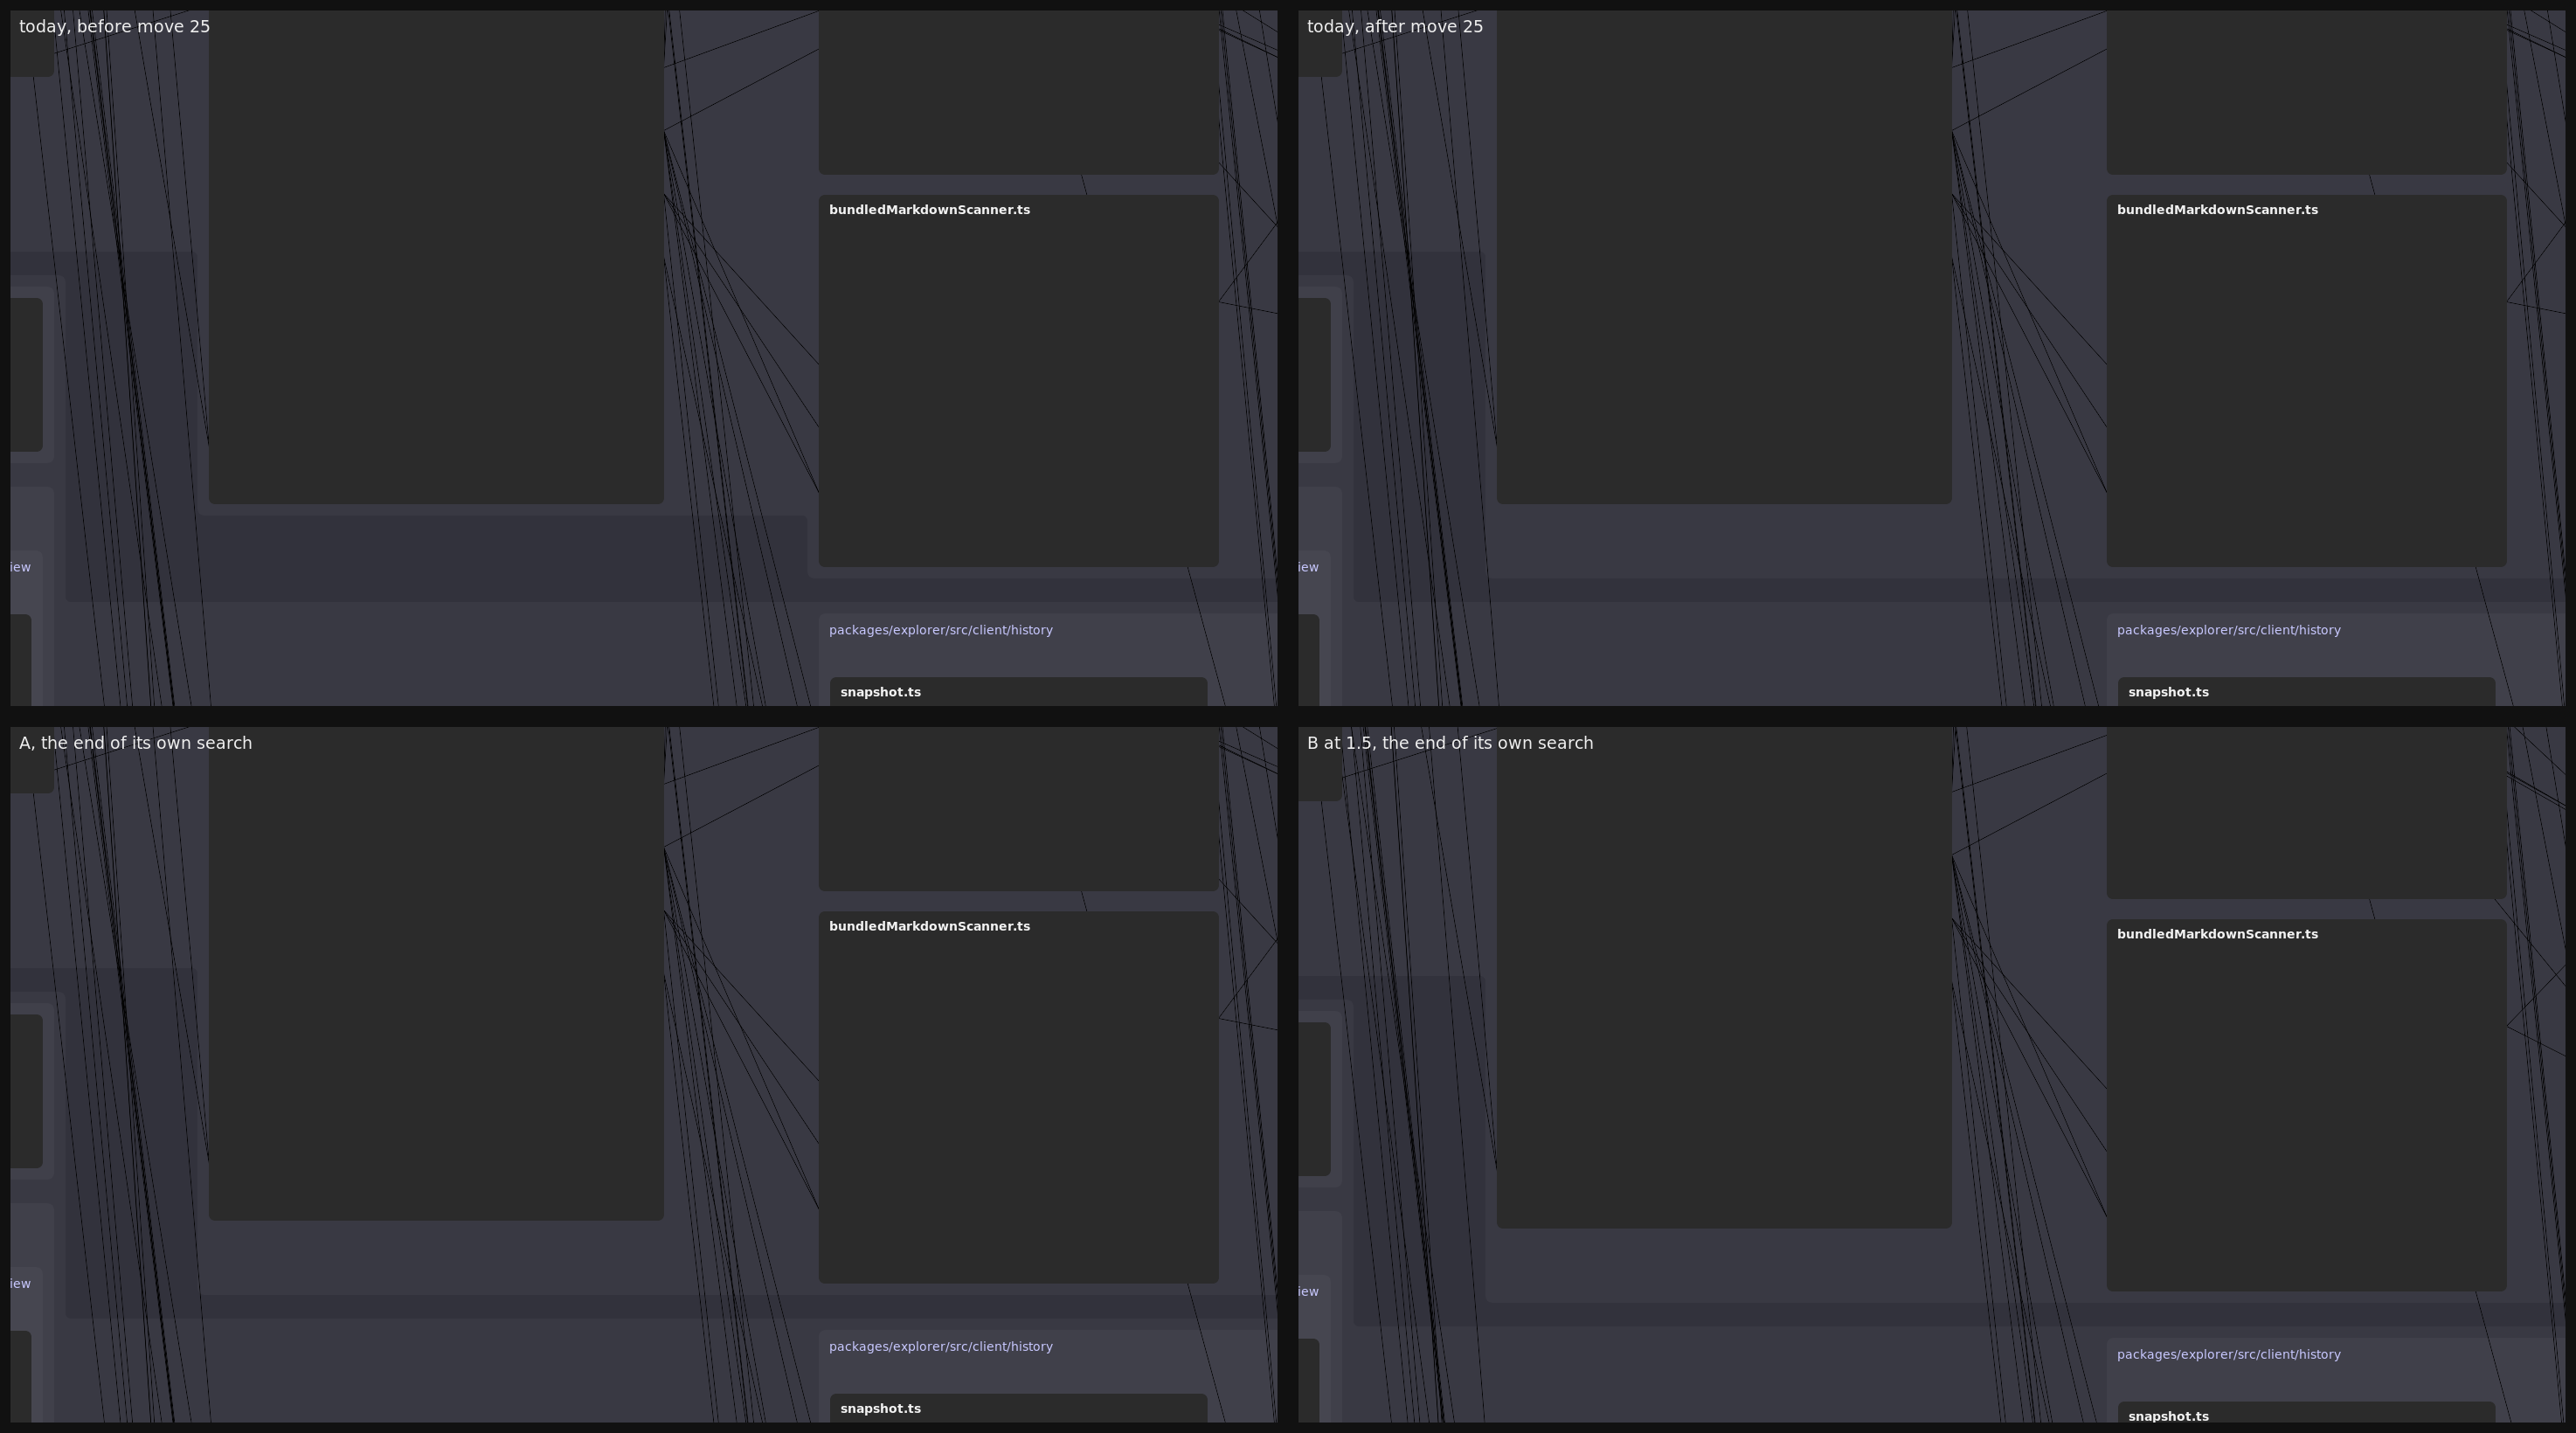 today, before move 25
bundledMarkdownScanner.ts
iew
packages/explorer/src/client/history
snapshot.ts
today, after move 25
bundledMarkdownScanner.ts
iew
packages/explorer/src/client/history
snapshot.ts
A, the end of its own search
bundledMarkdownScanner.ts
iew
packages/explorer/src/client/history
snapshot.ts
B at 1.5, the end of its own search
bundledMarkdownScanner.ts
iew
packages/explorer/src/client/history
snapshot.ts